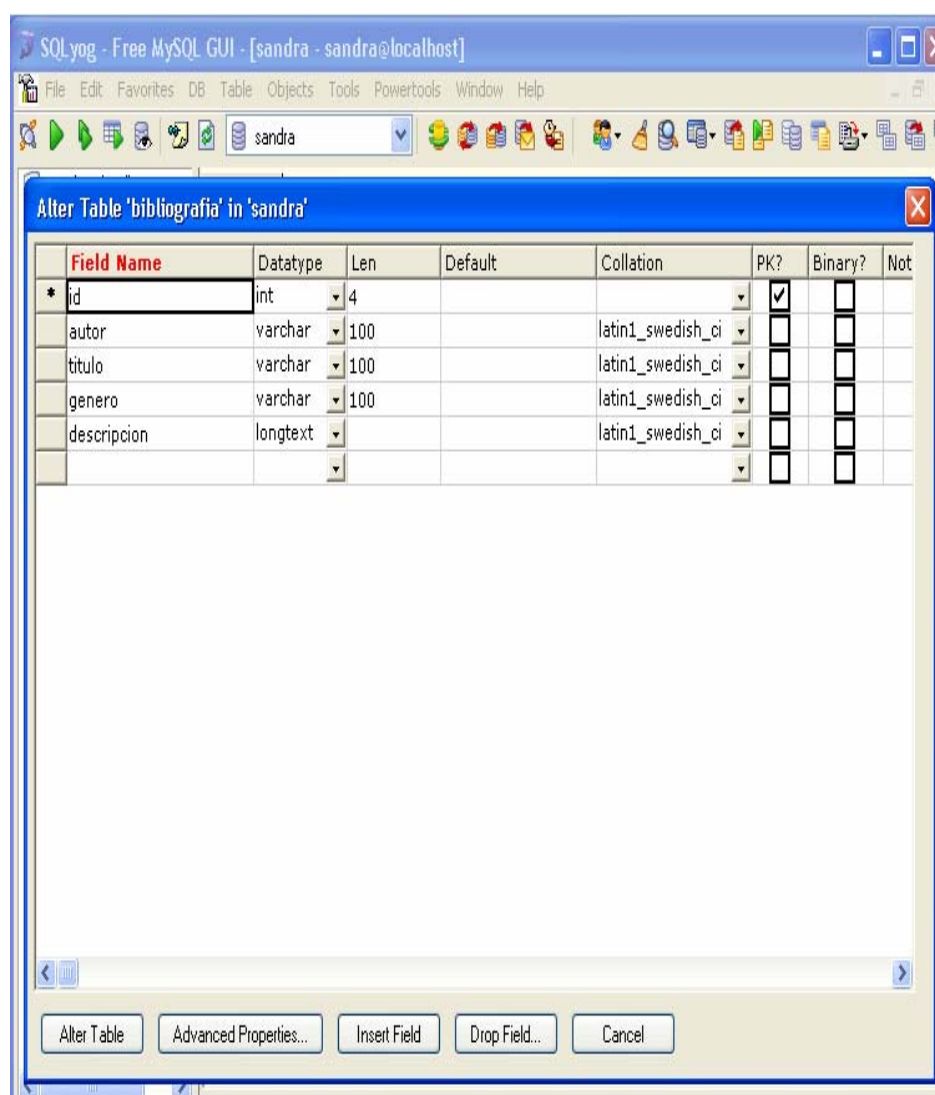 SQLyog - Free MySQL GUI - [sandra - sandra@localhost]
File Edit Favorites DB Table Objects Tools Powertools Window Help
sandra
Alter Table 'bibliografia' in 'sandra'
Field Name Datatype Len Default Collation PK? Binary? Not
* id int 4
autor varchar 100 latin1_swedish_ci
titulo varchar 100 latin1_swedish_ci
genero varchar 100 latin1_swedish_ci
descripcion longtext latin1_swedish_ci
Alter Table Advanced Properties... Insert Field Drop Field... Cancel